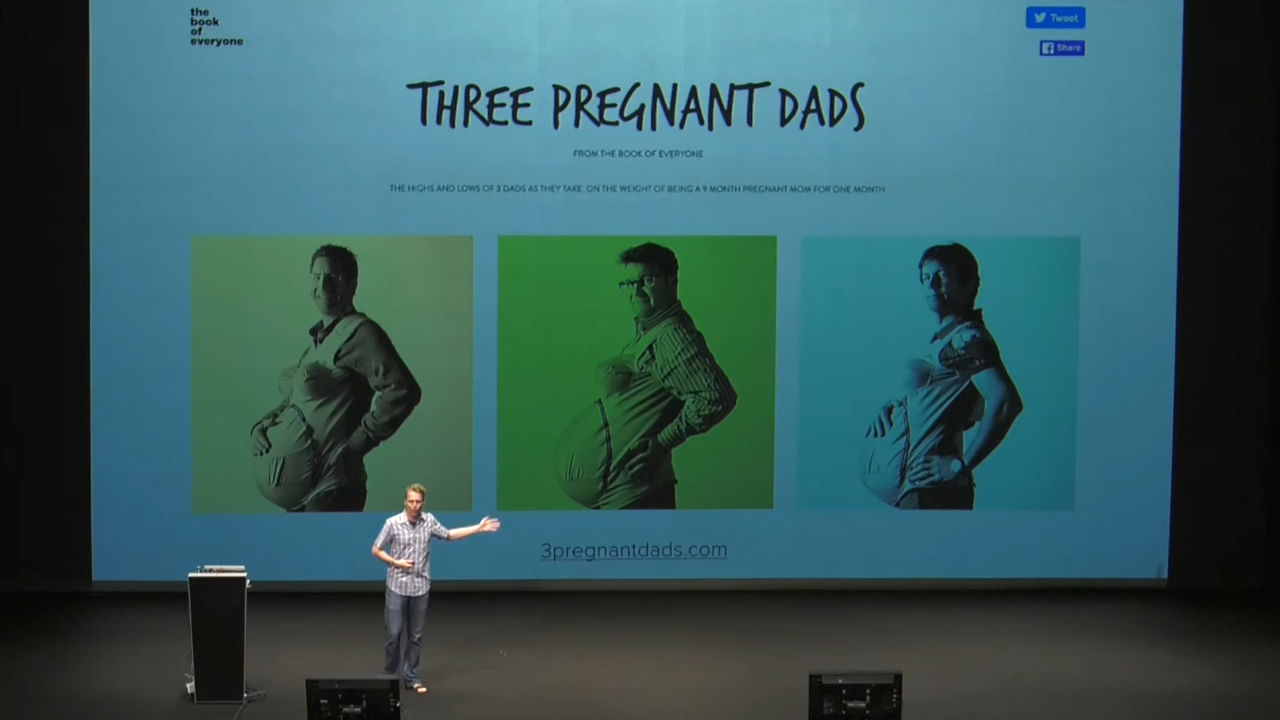 the
book
of
everyone
Tweet
Share
THREE PREGNANT DADS
FROM THE BOOK OF EVERYONE
THE HIGHS AND LOWS OF 3 DADS AS THEY TAKE ON THE WEIGHT OF BEING A 9 MONTH PREGNANT MOM FOR ONE MONTH
3pregnantdads.com